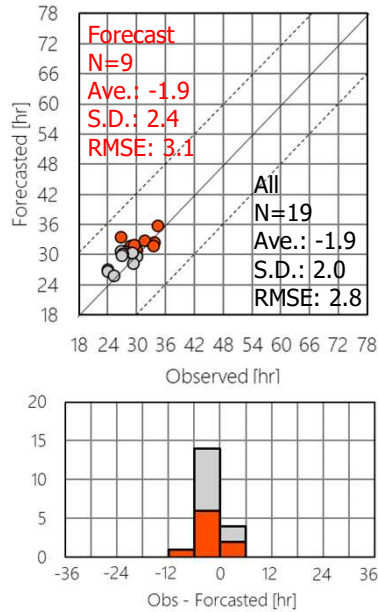 78
72
66
60
54
48
42
36
30
24
18
Forecasted [hr]
Forecast
N=9
Ave.: -1.9
S.D.: 2.4
RMSE: 3.1
All
N=19
Ave.: -1.9
S.D.: 2.0
RMSE: 2.8
18 24 30 36 42 48 54 60 66 72 78
Observed [hr]
20
15
10
5
0
-36 -24 -12 0 12 24 36
Obs - Forcasted [hr]